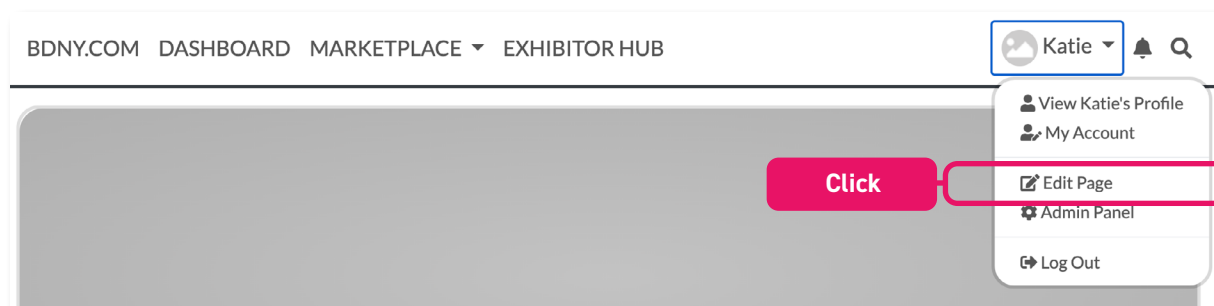 BDNY.COM DASHBOARD MARKETPLACE EXHIBITOR HUB Katie
View Katie's Profile
My Account
Click Edit Page
Admin Panel
Log Out